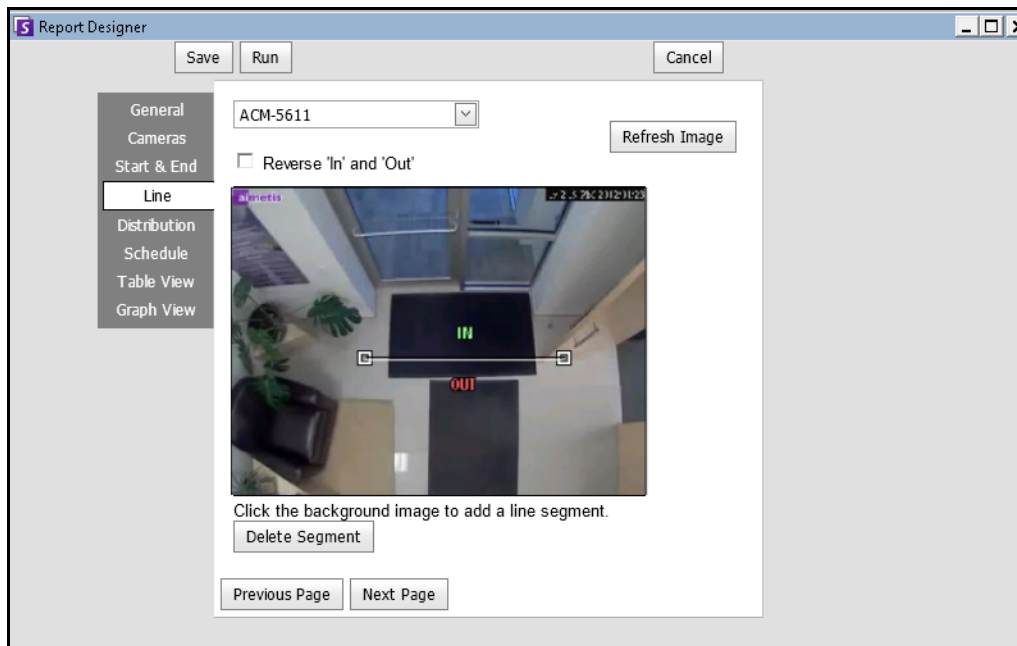 Report Designer
Save
Run
Cancel
General
Cameras
Start & End
Line
Distribution
Schedule
Table View
Graph View
ACM-5611
Refresh Image
Reverse 'In' and 'Out'
aimetis
IN
OUT
Click the background image to add a line segment.
Delete Segment
Previous Page
Next Page